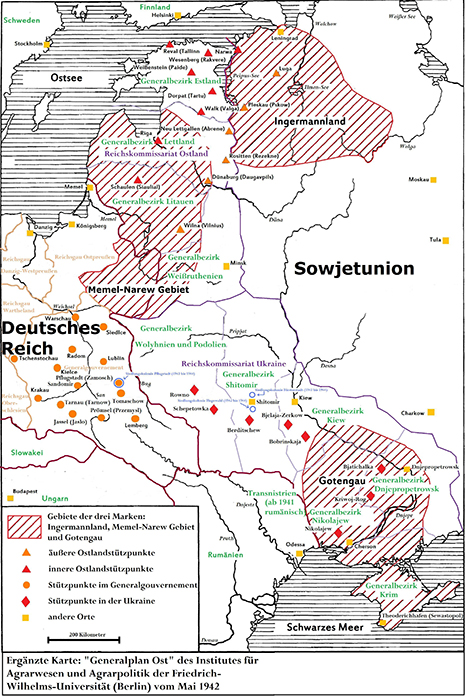 Schweden
Finnland
Helsinki
Stockholm
Leningrad
Ostsee
Reval (Tallinn)
Narwa
Wesenberg (Rakvere)
Weißenstein (Paide)
Generalbezirk Estland
Peipus-See
Luga
Dorpat (Tartu)
Ilmen-See
Walk (Valga)
Pleskau (Pskow)
Ingermannland
Neu Lettgallen (Abrene)
Riga
Generalbezirk
Lettland
Reichskommissariat Ostland
Wolga
Rositten (Rezekne)
Dünaburg (Daugavpils)
Moskau
Memel
Schaulen (Siauliai)
Generalbezirk Litauen
Memel
Düna
Danzig
Königsberg
Wilna (Vilnius)
Tula
Reichsgau
Danzig-Westpreußen
Reichsgau Ostpreußen
Minsk
Generalbezirk
Weißruthenien
Sowjetunion
Reichsgau
Wartheland
Memel-Narew Gebiet
Weichsel
Warschau
Deutsches
Reich
Siedlce
Generalbezirk
Wolhynien und Podolien
Pripjat
Radom
Tschenstochau
Lublin
Kielce
Generalgouvernement
Pflugstadt (Zamosch)
Bug
Reichskommissariat Ukraine
Generalbezirk
Shitomir
Sandomir
Krakau
Tomaschow
Tarnau (Tarnow)
Prömsel (Przemysl)
Jassel (Jaslo)
Lemberg
Rowno
Schepetowka
Shitomir
Kiew
Berditschew
Bjelaja-Zerkow
Bobrinskaja
Generalbezirk
Kiew
Charkow
Slowakei
Budapest
Ungarn
Gotengau
Bjatichalka
Dnjepropetrowsk
Generalbezirk
Dnjepropetrowsk
Kriwoj-Rog
Transnistrien
(ab 1941
rumänisch)
Generalbezirk
Nikolajew
Nikolajew
Dnjepr
Dnjestr
Pruth
Odessa
Cherson
Rumänien
Generalbezirk
Krim
Theoderichhafen (Sewastopol)
Schwarzes Meer
Donau
Gebiete der drei Marken:
Ingermannland, Memel-Narew Gebiet
und Gotengau
äußere Ostlandstützpunkte
innere Ostlandstützpunkte
Stützpunkte im Generalgouvernement
Stützpunkte in der Ukraine
andere Orte
200 Kilometer
Ergänzte Karte: "Generalplan Ost" des Institutes für
Agrarwesen und Agrarpolitik der Friedrich-
Wilhelms-Universität (Berlin) vom Mai 1942